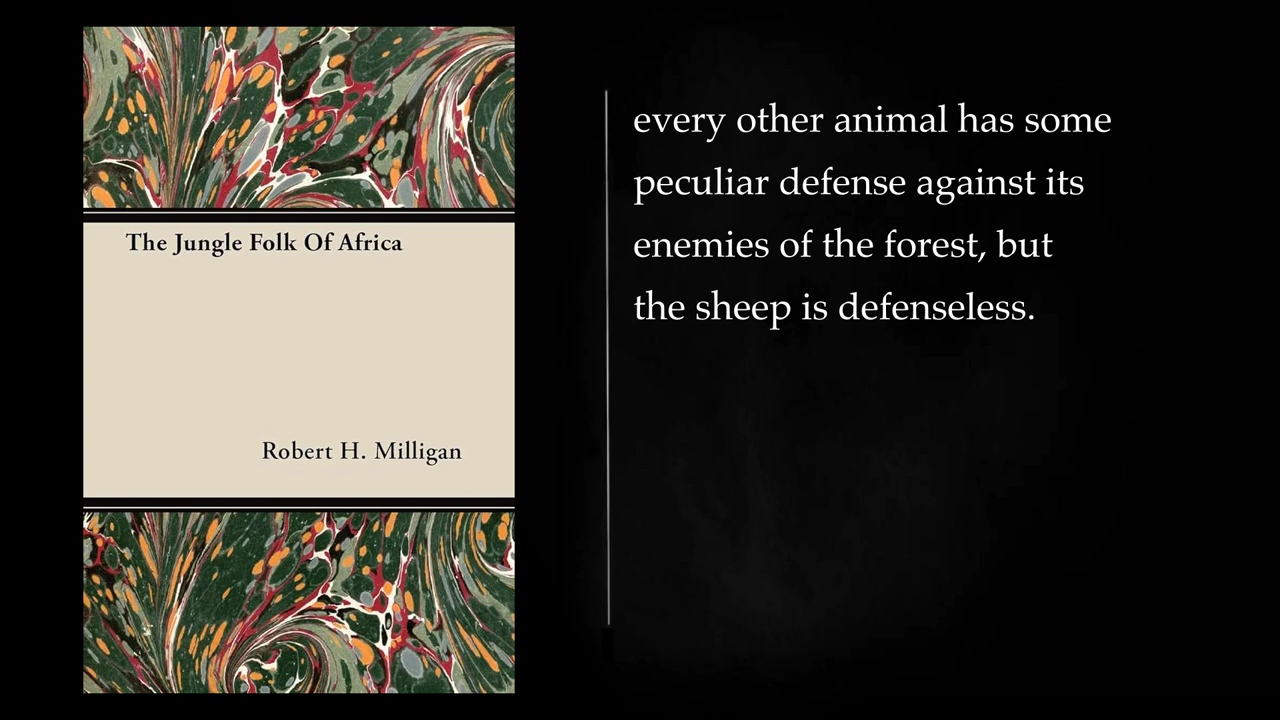 The Jungle Folk Of Africa
Robert H. Milligan
every other animal has some
peculiar defense against its
enemies of the forest, but
the sheep is defenseless.